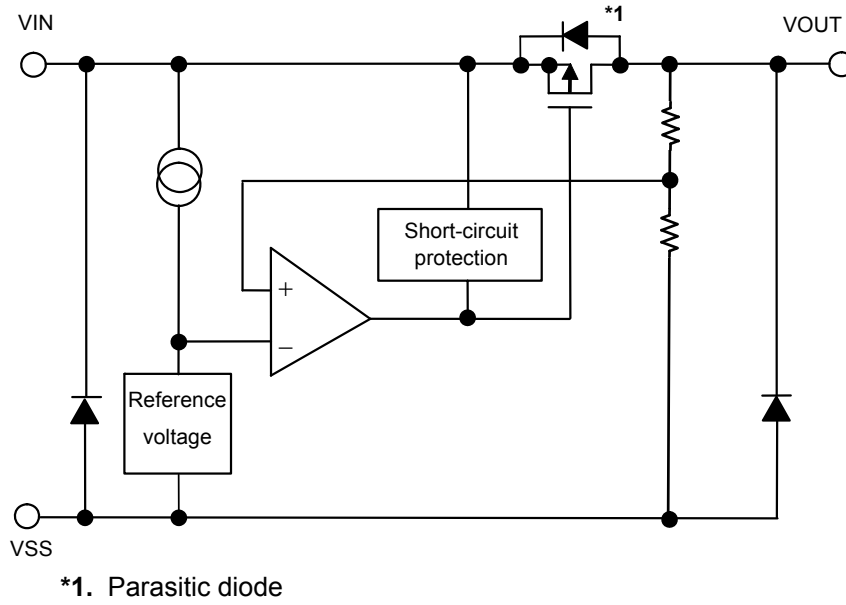 *1
VIN
VOUT
Short-circuit
protection
+
−
Reference
voltage
VSS
*1. Parasitic diode